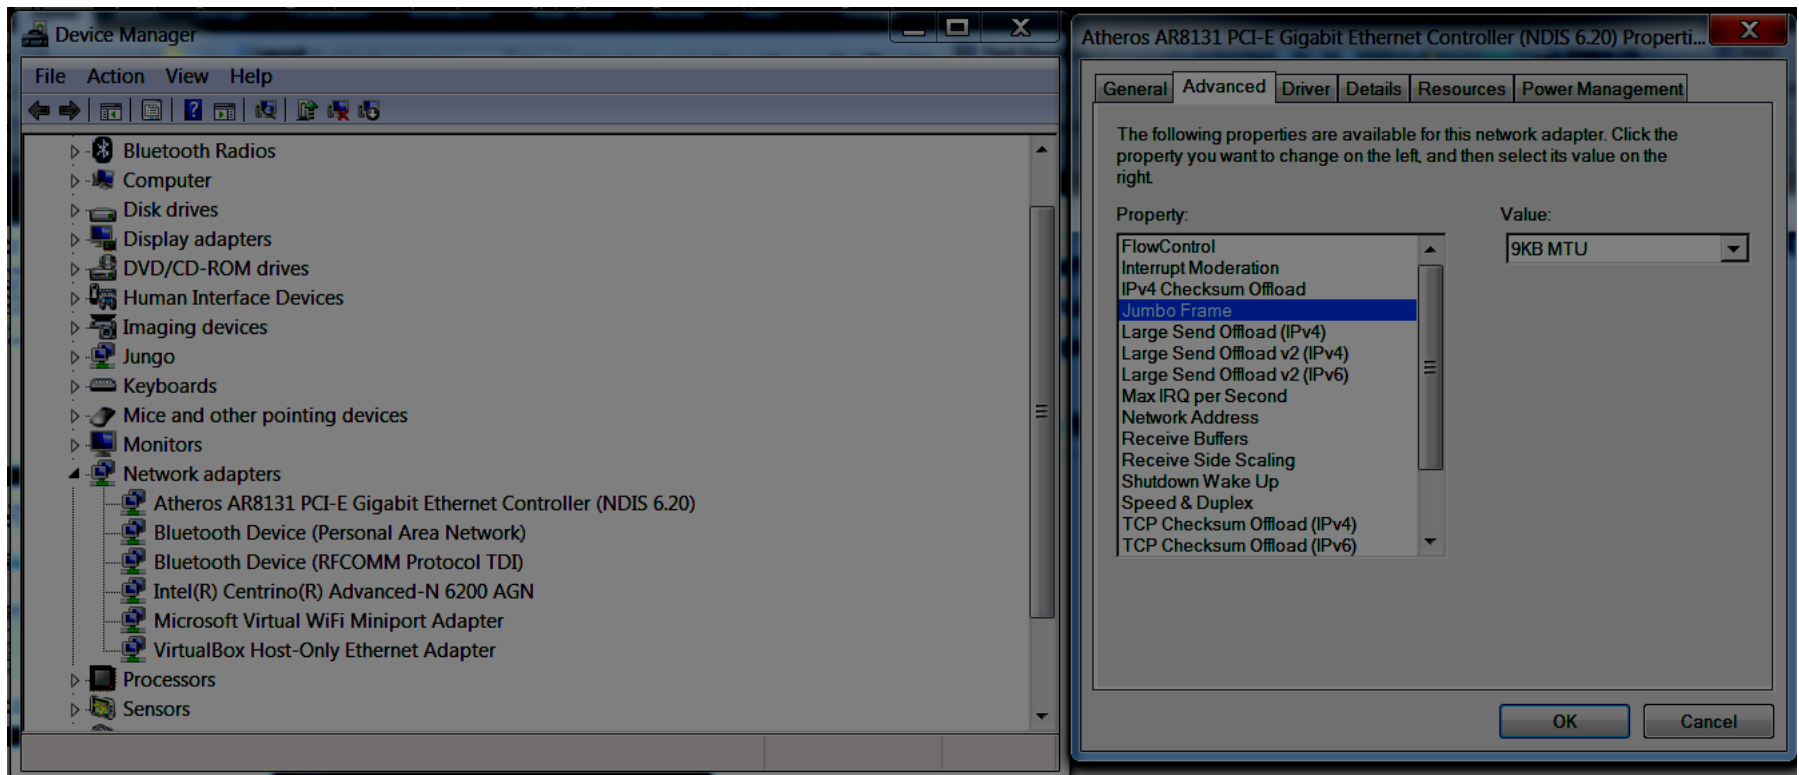 Device Manager
File Action View Help
Bluetooth Radios
Computer
Disk drives
Display adapters
DVD/CD-ROM drives
Human Interface Devices
Imaging devices
Jungo
Keyboards
Mice and other pointing devices
Monitors
Network adapters
Atheros AR8131 PCI-E Gigabit Ethernet Controller (NDIS 6.20)
Bluetooth Device (Personal Area Network)
Bluetooth Device (RFCOMM Protocol TDI)
Intel(R) Centrino(R) Advanced-N 6200 AGN
Microsoft Virtual WiFi Miniport Adapter
VirtualBox Host-Only Ethernet Adapter
Processors
Sensors
Atheros AR8131 PCI-E Gigabit Ethernet Controller (NDIS 6.20) Properti...
General Advanced Driver Details Resources Power Management
The following properties are available for this network adapter. Click the
property you want to change on the left, and then select its value on the
right.
Property:
FlowControl
Interrupt Moderation
IPv4 Checksum Offload
Jumbo Frame
Large Send Offload (IPv4)
Large Send Offload v2 (IPv4)
Large Send Offload v2 (IPv6)
Max IRQ per Second
Network Address
Receive Buffers
Receive Side Scaling
Shutdown Wake Up
Speed & Duplex
TCP Checksum Offload (IPv4)
TCP Checksum Offload (IPv6)
Value:
9KB MTU
OK Cancel